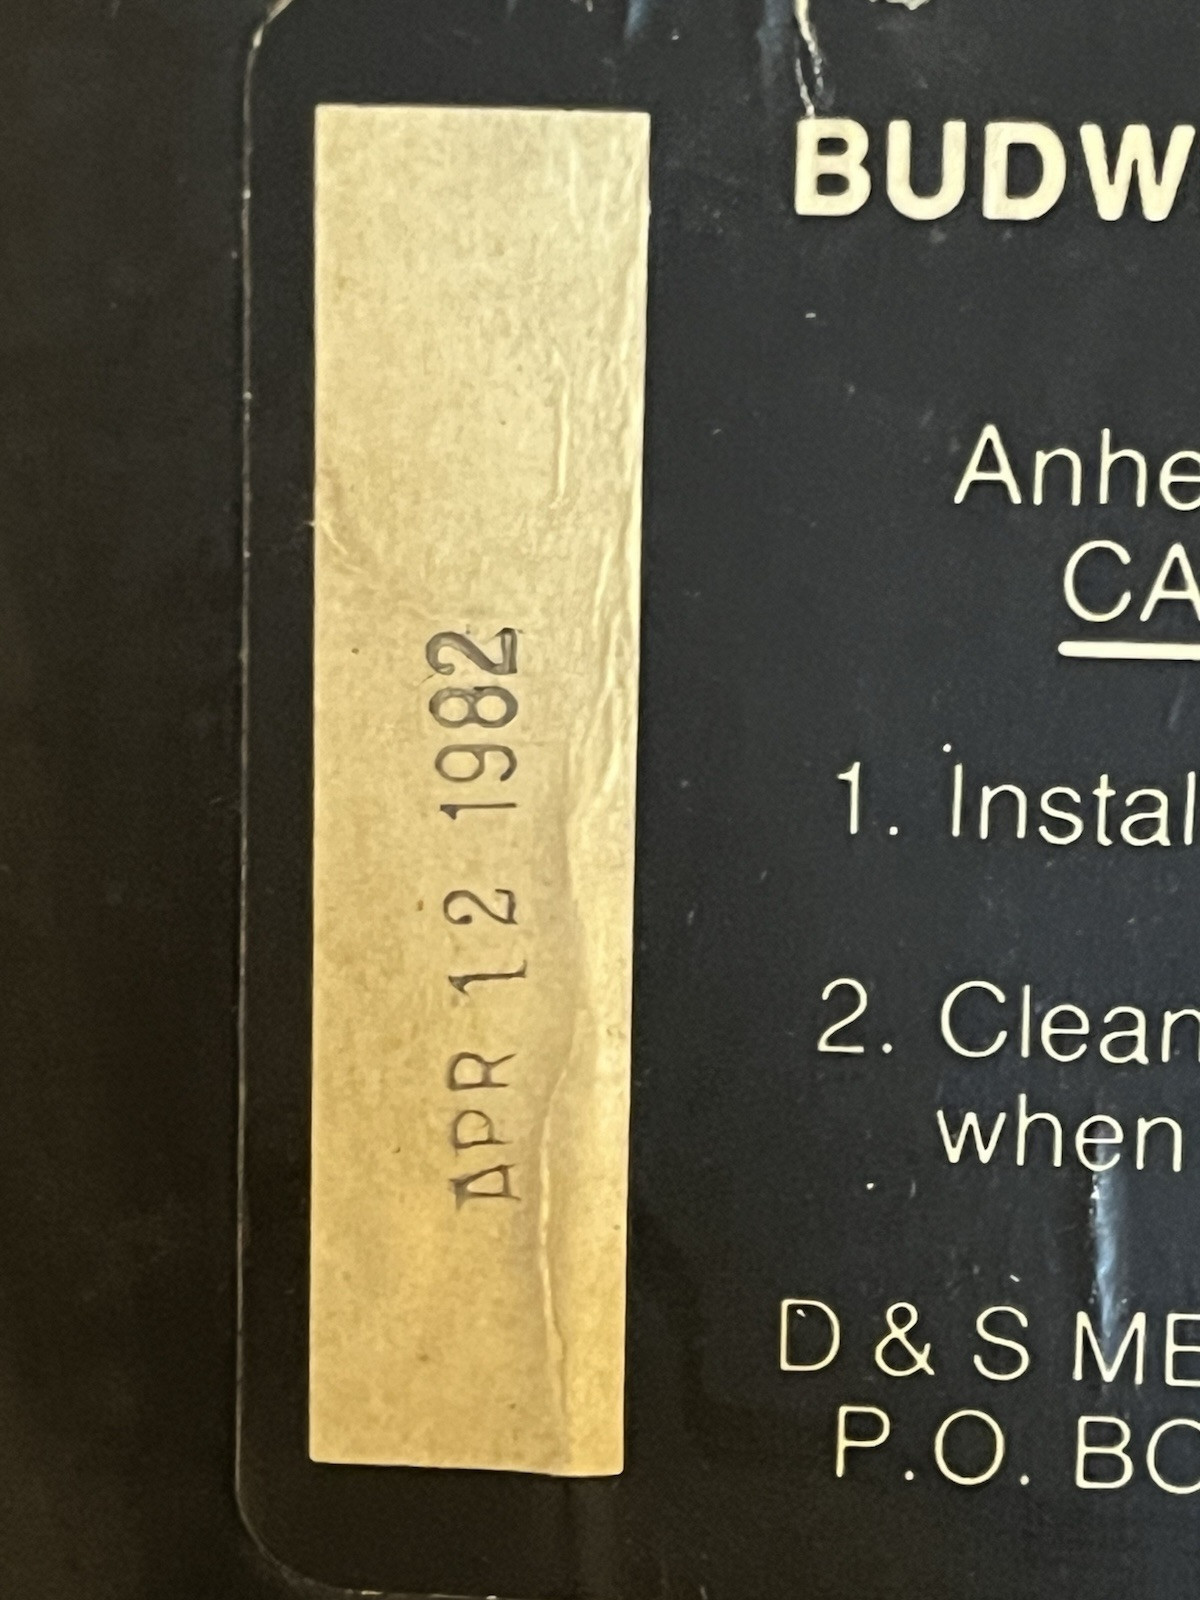 APR 12 1982
BUDW
Anhe
CA
1. Instal
2. Clean
when
D & S ME
P.O. BO